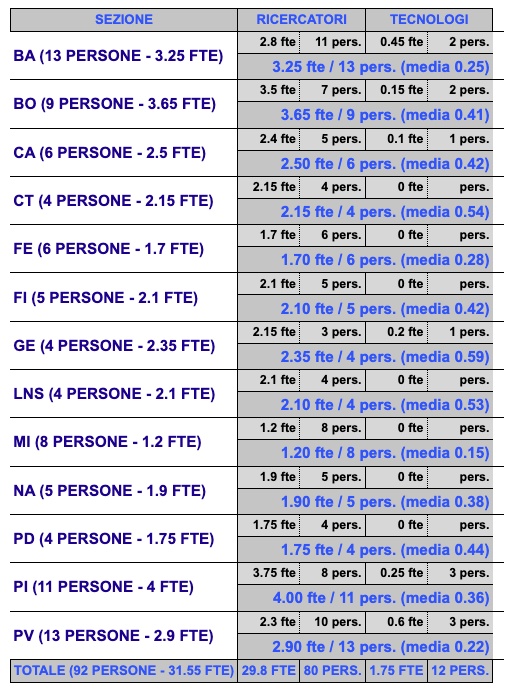 SEZIONE RICERCATORI TECNOLOGI
BA (13 PERSONE - 3.25 FTE) 2.8 fte 11 pers. 0.45 fte 2 pers.
3.25 fte / 13 pers. (media 0.25)
BO (9 PERSONE - 3.65 FTE) 3.5 fte 7 pers. 0.15 fte 2 pers.
3.65 fte / 9 pers. (media 0.41)
CA (6 PERSONE - 2.5 FTE) 2.4 fte 5 pers. 0.1 fte 1 pers.
2.50 fte / 6 pers. (media 0.42)
CT (4 PERSONE - 2.15 FTE) 2.15 fte 4 pers. 0 fte pers.
2.15 fte / 4 pers. (media 0.54)
FE (6 PERSONE - 1.7 FTE) 1.7 fte 6 pers. 0 fte pers.
1.70 fte / 6 pers. (media 0.28)
FI (5 PERSONE - 2.1 FTE) 2.1 fte 5 pers. 0 fte pers.
2.10 fte / 5 pers. (media 0.42)
GE (4 PERSONE - 2.35 FTE) 2.15 fte 3 pers. 0.2 fte 1 pers.
2.35 fte / 4 pers. (media 0.59)
LNS (4 PERSONE - 2.1 FTE) 2.1 fte 4 pers. 0 fte pers.
2.10 fte / 4 pers. (media 0.53)
MI (8 PERSONE - 1.2 FTE) 1.2 fte 8 pers. 0 fte pers.
1.20 fte / 8 pers. (media 0.15)
NA (5 PERSONE - 1.9 FTE) 1.9 fte 5 pers. 0 fte pers.
1.90 fte / 5 pers. (media 0.38)
PD (4 PERSONE - 1.75 FTE) 1.75 fte 4 pers. 0 fte pers.
1.75 fte / 4 pers. (media 0.44)
PI (11 PERSONE - 4 FTE) 3.75 fte 8 pers. 0.25 fte 3 pers.
4.00 fte / 11 pers. (media 0.36)
PV (13 PERSONE - 2.9 FTE) 2.3 fte 10 pers. 0.6 fte 3 pers.
2.90 fte / 13 pers. (media 0.22)
TOTALE (92 PERSONE - 31.55 FTE) 29.8 FTE 80 PERS. 1.75 FTE 12 PERS.